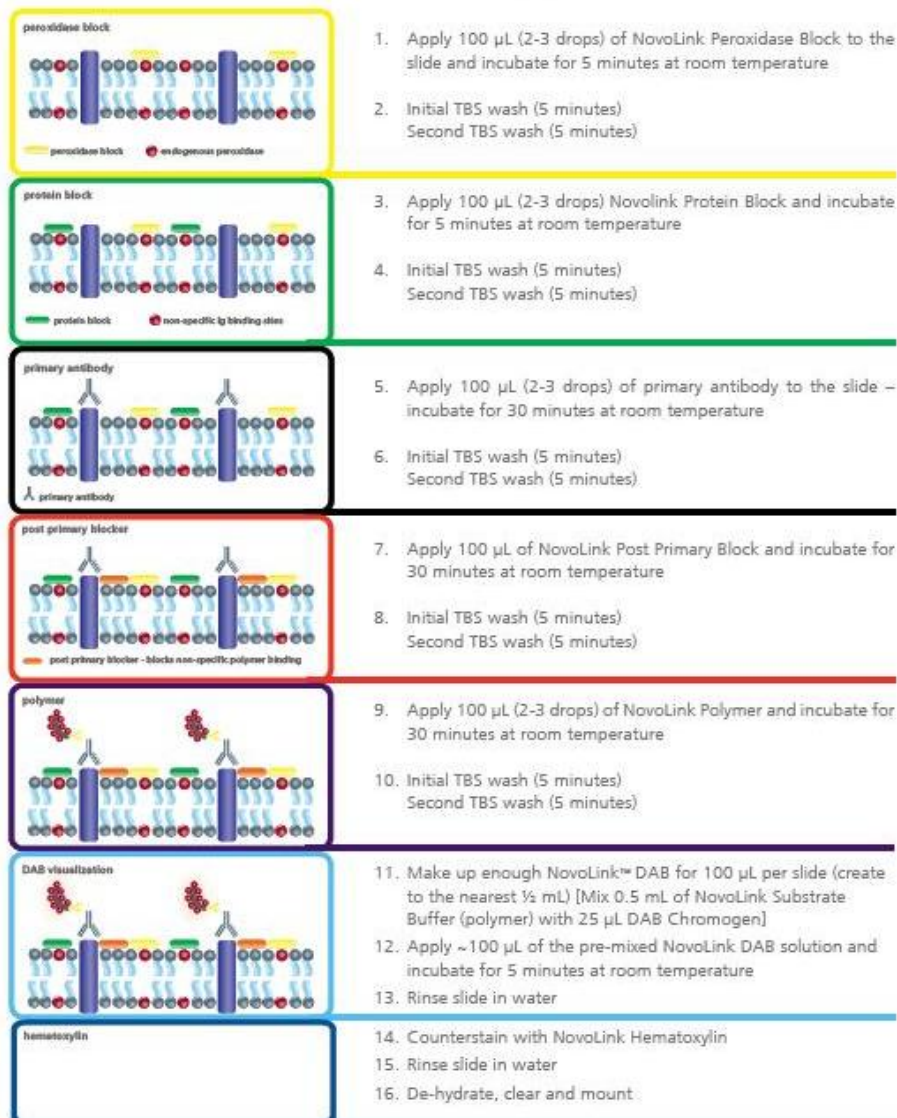 peroxidase block
1. Apply 100 µL (2-3 drops) of NovoLink Peroxidase Block to the
slide and incubate for 5 minutes at room temperature
2. Initial TBS wash (5 minutes)
Second TBS wash (5 minutes)
peroxidase block endogenous peroxidase
protein block
3. Apply 100 µL (2-3 drops) Novolink Protein Block and incubate
for 5 minutes at room temperature
4. Initial TBS wash (5 minutes)
Second TBS wash (5 minutes)
protein block non-specific Ig binding sites
primary antibody
5. Apply 100 µL (2-3 drops) of primary antibody to the slide –
incubate for 30 minutes at room temperature
6. Initial TBS wash (5 minutes)
Second TBS wash (5 minutes)
primary antibody
post primary blocker
7. Apply 100 µL of NovoLink Post Primary Block and incubate for
30 minutes at room temperature
8. Initial TBS wash (5 minutes)
Second TBS wash (5 minutes)
post primary blocker - blocks non-specific polymer binding
polymer
9. Apply 100 µL (2-3 drops) of NovoLink Polymer and incubate for
30 minutes at room temperature
10. Initial TBS wash (5 minutes)
Second TBS wash (5 minutes)
DAB visualization
11. Make up enough NovoLink™ DAB for 100 µL per slide (create
to the nearest ½ mL) [Mix 0.5 mL of NovoLink Substrate
Buffer (polymer) with 25 µL DAB Chromogen]
12. Apply ~100 µL of the pre-mixed NovoLink DAB solution and
incubate for 5 minutes at room temperature
13. Rinse slide in water
hematoxylin
14. Counterstain with NovoLink Hematoxylin
15. Rinse slide in water
16. De-hydrate, clear and mount